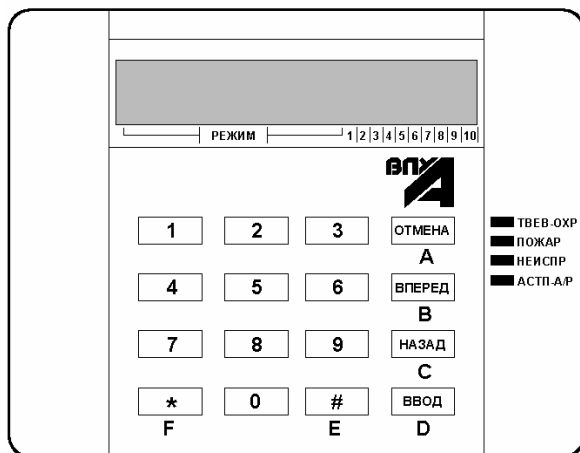 РЕЖИМ 1 2 3 4 5 6 7 8 9 10
ВПХ А
1 2 3 ОТМЕНА
A
4 5 6 ВПЕРЕД
B
7 8 9 НАЗАД
C
* 0 # ВВОД
F E D
ТВЕВ-ОХР
ПОЖАР
НЕИСПР
АСТП-А/Р